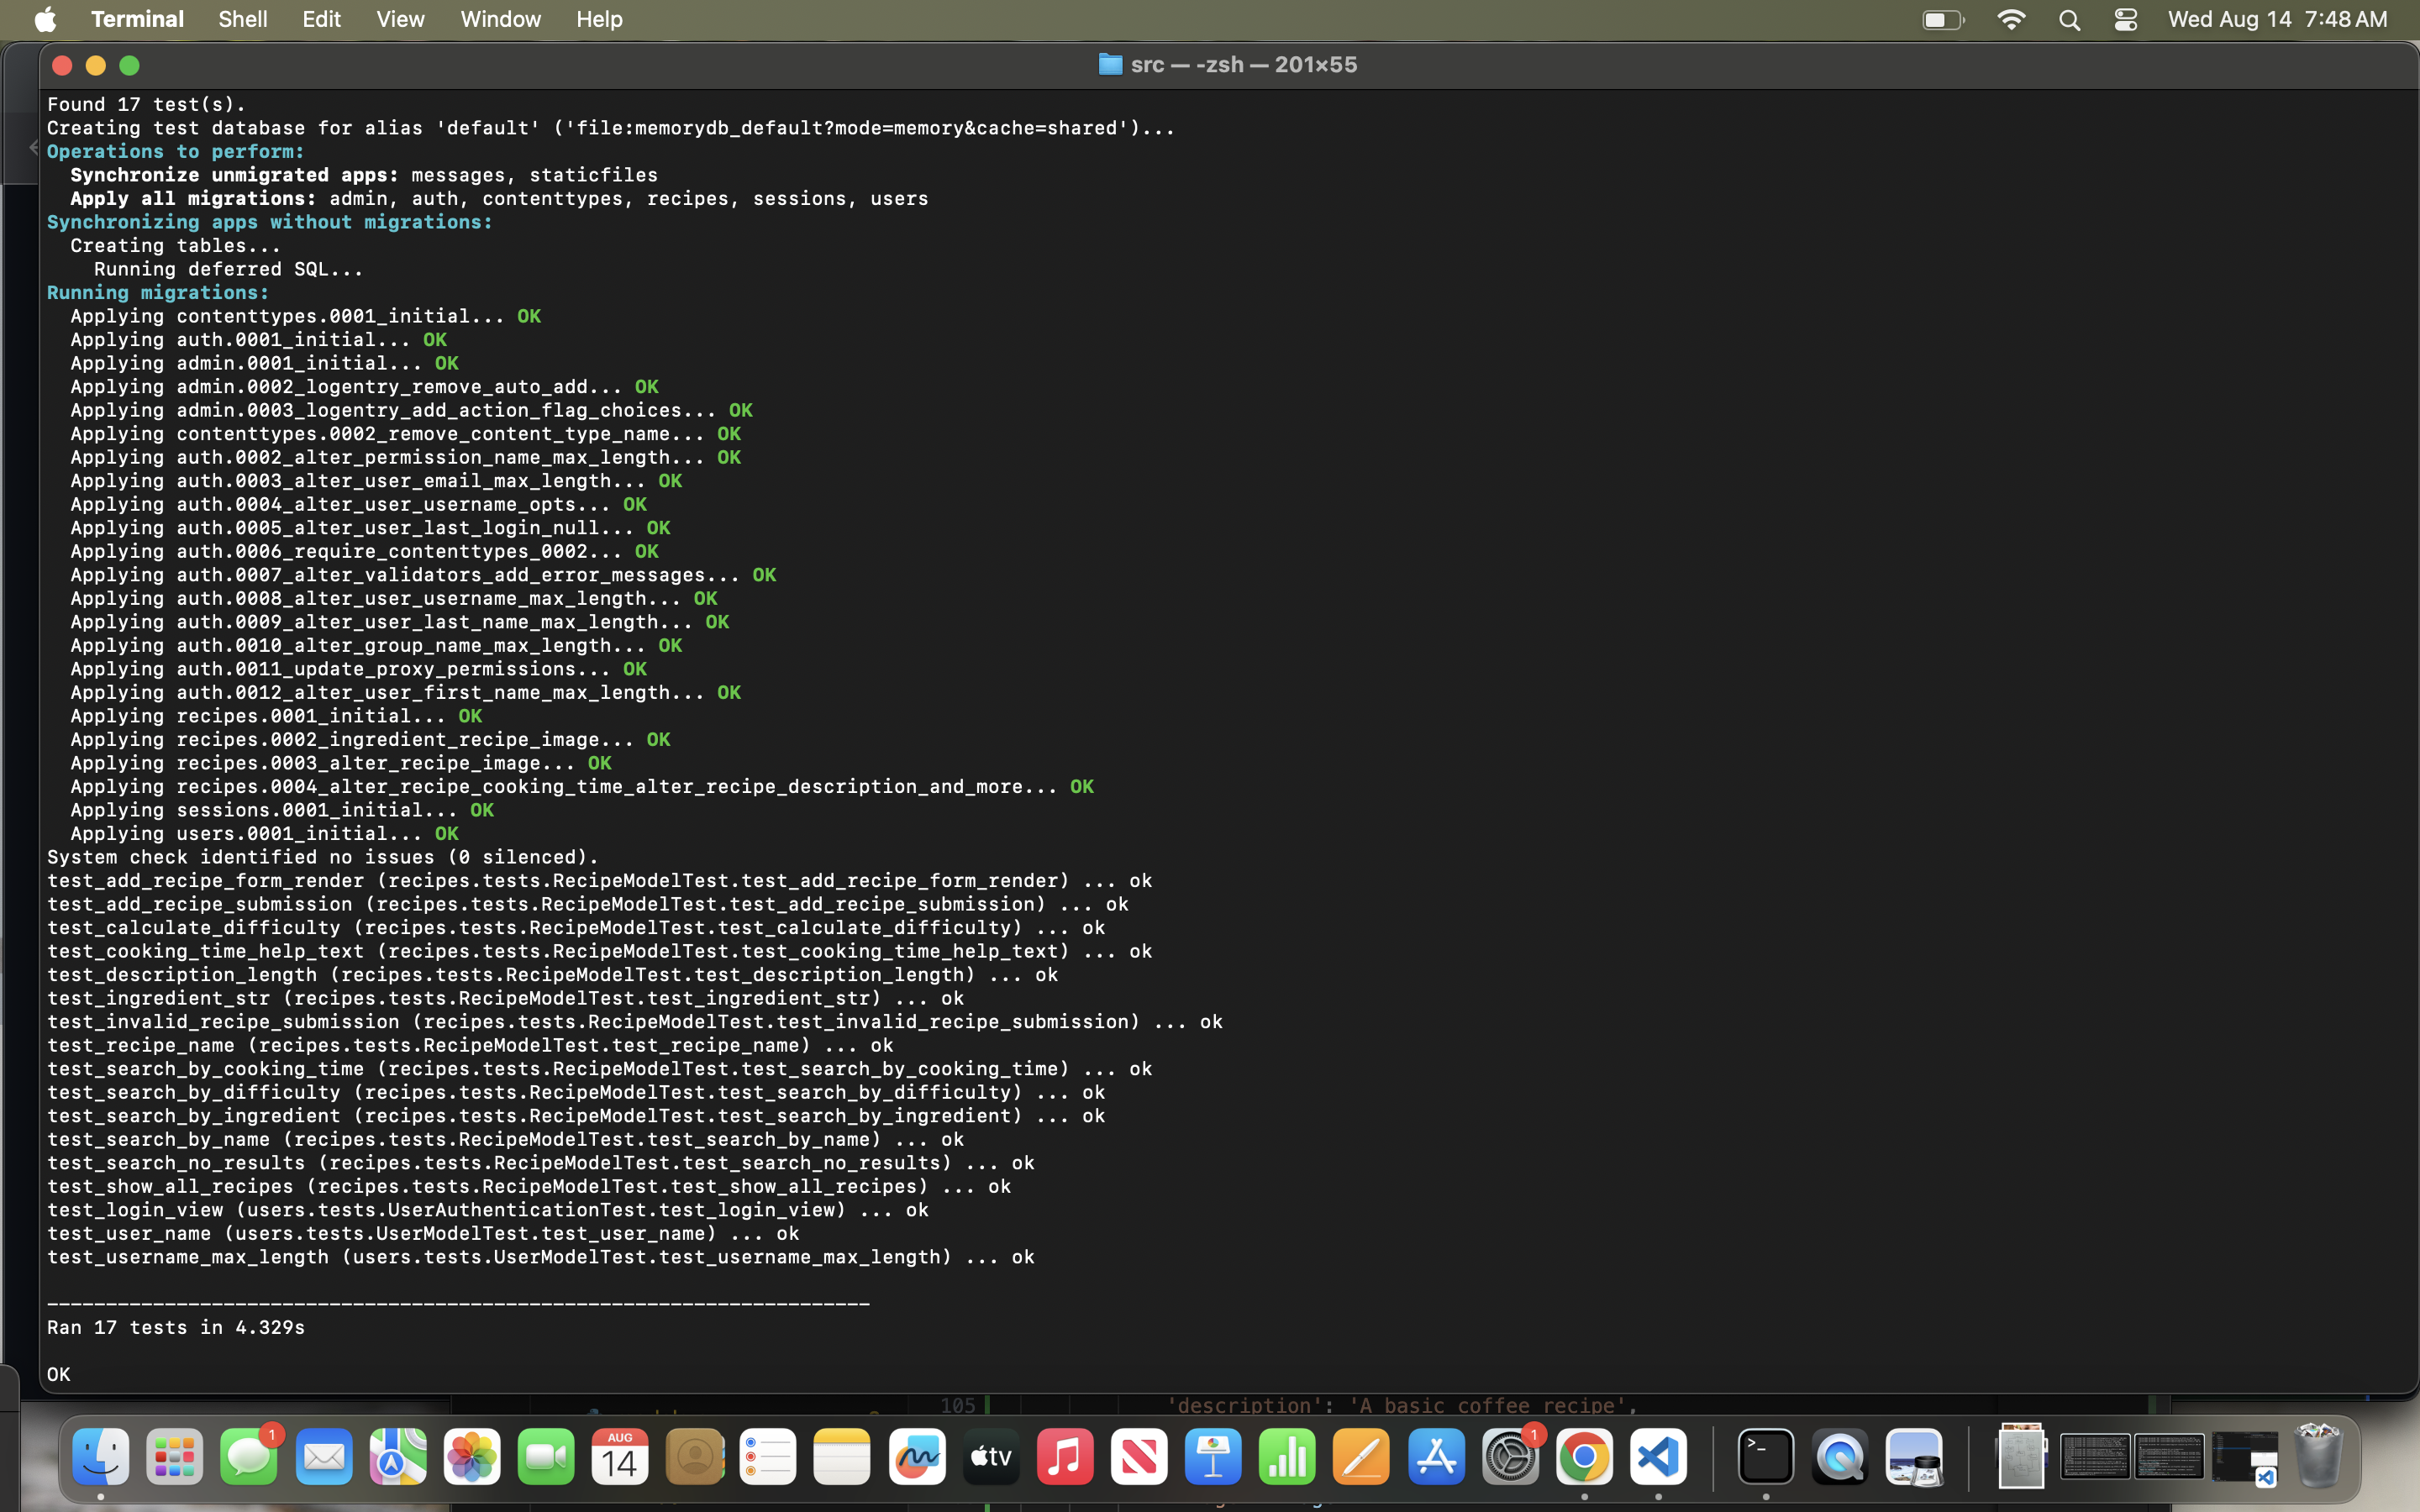 Terminal Shell Edit View Window Help Wed Aug 14 7:48 AM
src — -zsh — 201×55
Found 17 test(s).
Creating test database for alias 'default' ('file:memorydb_default?mode=memory&cache=shared')...
Operations to perform:
Synchronize unmigrated apps: messages, staticfiles
Apply all migrations: admin, auth, contenttypes, recipes, sessions, users
Synchronizing apps without migrations:
Creating tables...
Running deferred SQL...
Running migrations:
Applying contenttypes.0001_initial... OK
Applying auth.0001_initial... OK
Applying admin.0001_initial... OK
Applying admin.0002_logentry_remove_auto_add... OK
Applying admin.0003_logentry_add_action_flag_choices... OK
Applying contenttypes.0002_remove_content_type_name... OK
Applying auth.0002_alter_permission_name_max_length... OK
Applying auth.0003_alter_user_email_max_length... OK
Applying auth.0004_alter_user_username_opts... OK
Applying auth.0005_alter_user_last_login_null... OK
Applying auth.0006_require_contenttypes_0002... OK
Applying auth.0007_alter_validators_add_error_messages... OK
Applying auth.0008_alter_user_username_max_length... OK
Applying auth.0009_alter_user_last_name_max_length... OK
Applying auth.0010_alter_group_name_max_length... OK
Applying auth.0011_update_proxy_permissions... OK
Applying auth.0012_alter_user_first_name_max_length... OK
Applying recipes.0001_initial... OK
Applying recipes.0002_ingredient_recipe_image... OK
Applying recipes.0003_alter_recipe_image... OK
Applying recipes.0004_alter_recipe_cooking_time_alter_recipe_description_and_more... OK
Applying sessions.0001_initial... OK
Applying users.0001_initial... OK
System check identified no issues (0 silenced).
test_add_recipe_form_render (recipes.tests.RecipeModelTest.test_add_recipe_form_render) ... ok
test_add_recipe_submission (recipes.tests.RecipeModelTest.test_add_recipe_submission) ... ok
test_calculate_difficulty (recipes.tests.RecipeModelTest.test_calculate_difficulty) ... ok
test_cooking_time_help_text (recipes.tests.RecipeModelTest.test_cooking_time_help_text) ... ok
test_description_length (recipes.tests.RecipeModelTest.test_description_length) ... ok
test_ingredient_str (recipes.tests.RecipeModelTest.test_ingredient_str) ... ok
test_invalid_recipe_submission (recipes.tests.RecipeModelTest.test_invalid_recipe_submission) ... ok
test_recipe_name (recipes.tests.RecipeModelTest.test_recipe_name) ... ok
test_search_by_cooking_time (recipes.tests.RecipeModelTest.test_search_by_cooking_time) ... ok
test_search_by_difficulty (recipes.tests.RecipeModelTest.test_search_by_difficulty) ... ok
test_search_by_ingredient (recipes.tests.RecipeModelTest.test_search_by_ingredient) ... ok
test_search_by_name (recipes.tests.RecipeModelTest.test_search_by_name) ... ok
test_search_no_results (recipes.tests.RecipeModelTest.test_search_no_results) ... ok
test_show_all_recipes (recipes.tests.RecipeModelTest.test_show_all_recipes) ... ok
test_login_view (users.tests.UserAuthenticationTest.test_login_view) ... ok
test_user_name (users.tests.UserModelTest.test_user_name) ... ok
test_username_max_length (users.tests.UserModelTest.test_username_max_length) ... ok
----------------------------------------------------------------------
Ran 17 tests in 4.329s
OK
105 'description': 'A basic coffee recipe',
1 AUG 14 tv 1